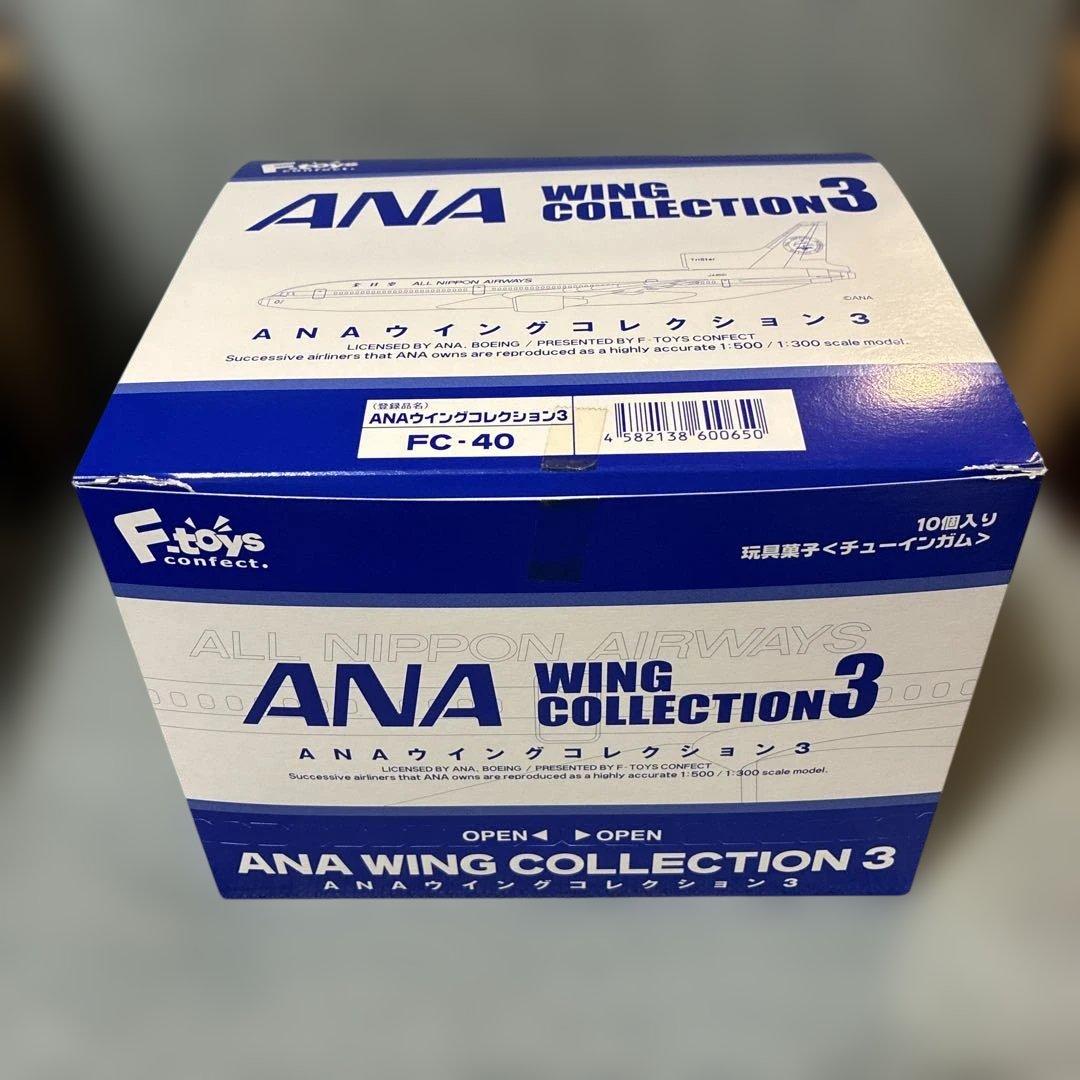 F-toys
confect.
ANA WING
COLLECTION 3
TriStar
全日空 ALL NIPPON AIRWAYS
©ANA
ANAウイングコレクション3
LICENSED BY ANA, BOEING / PRESENTED BY F-TOYS CONFECT
Successive airliners that ANA owns are reproduced as a highly accurate 1:500 / 1:300 scale model.
(登録品名)
ANAウイングコレクション3
FC-40
4 582138 600650
F-toys
confect.
10個入り
玩具菓子<チューインガム>
ALL NIPPON AIRWAYS
ANA WING
COLLECTION 3
ANAウイングコレクション3
LICENSED BY ANA, BOEING / PRESENTED BY F-TOYS CONFECT
Successive airliners that ANA owns are reproduced as a highly accurate 1:500 / 1:300 scale model.
OPEN◀ ▶OPEN
ANA WING COLLECTION 3
ANAウイングコレクション3